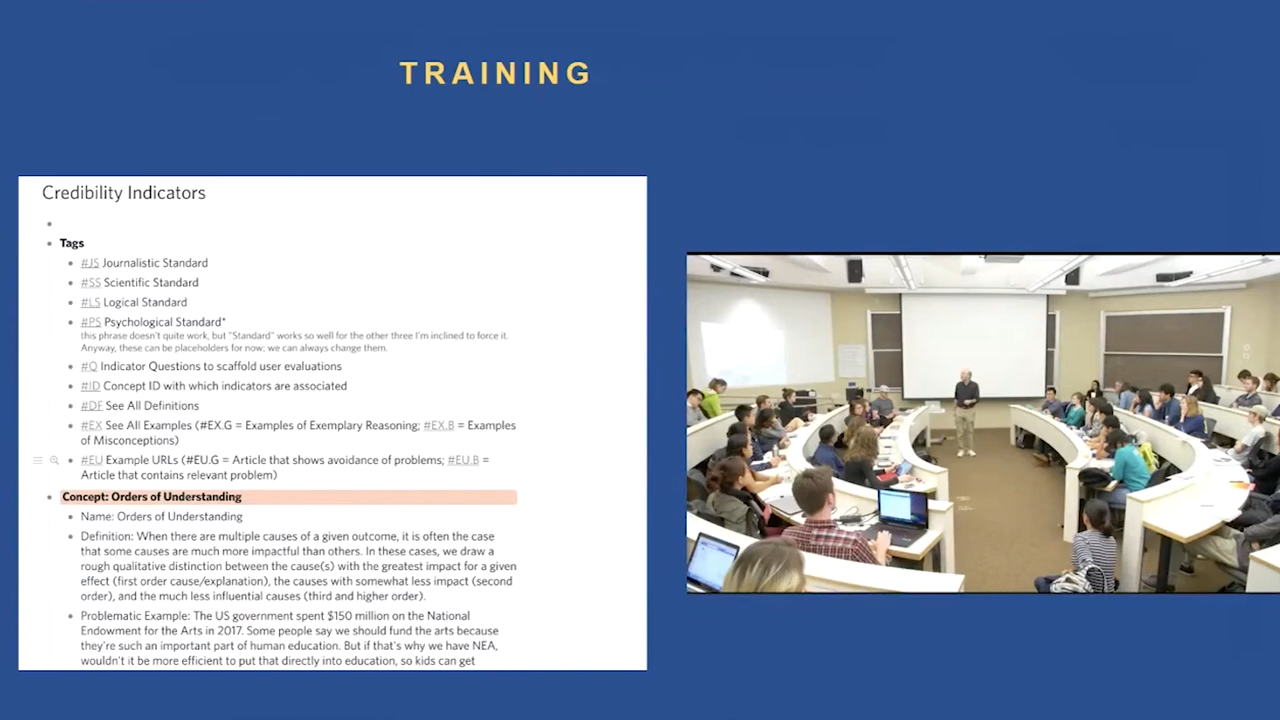 TRAINING
Credibility Indicators
Tags
#JS Journalistic Standard
#SS Scientific Standard
#LS Logical Standard
#PS Psychological Standard*
this phrase doesn't quite work, but "Standard" works so well for the other three I'm inclined to force it.
Anyway, these can be placeholders for now; we can always change them.
#Q Indicator Questions to scaffold user evaluations
#ID Concept ID with which indicators are associated
#DF See All Definitions
#EX See All Examples (#EX.G = Examples of Exemplary Reasoning; #EX.B = Examples
of Misconceptions)
#EU Example URLs (#EU.G = Article that shows avoidance of problems; #EU.B =
Article that contains relevant problem)
Concept: Orders of Understanding
Name: Orders of Understanding
Definition: When there are multiple causes of a given outcome, it is often the case
that some causes are much more impactful than others. In these cases, we draw a
rough qualitative distinction between the cause(s) with the greatest impact for a given
effect (first order cause/explanation), the causes with somewhat less impact (second
order), and the much less influential causes (third and higher order).
Problematic Example: The US government spent $150 million on the National
Endowment for the Arts in 2017. Some people say we should fund the arts because
they're such an important part of human education. But if that's why we have NEA,
wouldn't it be more efficient to put that directly into education, so kids can get